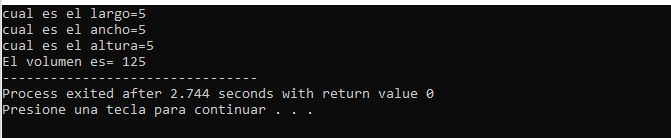 cual es el largo=5
cual es el ancho=5
cual es el altura=5
El volumen es= 125
--------------------------------
Process exited after 2.744 seconds with return value 0
Presione una tecla para continuar . . .